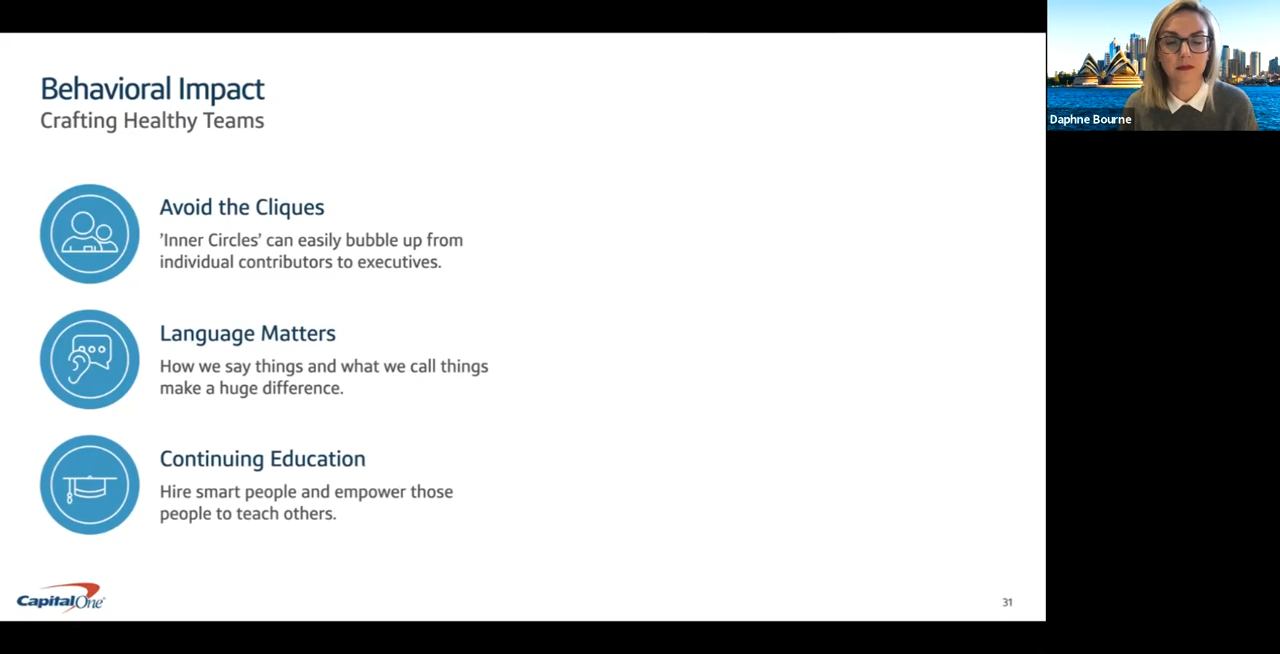 Behavioral Impact
Crafting Healthy Teams
Avoid the Cliques
’Inner Circles’ can easily bubble up from
individual contributors to executives.
Language Matters
How we say things and what we call things
make a huge difference.
Continuing Education
Hire smart people and empower those
people to teach others.
Capital One
31
Daphne Bourne